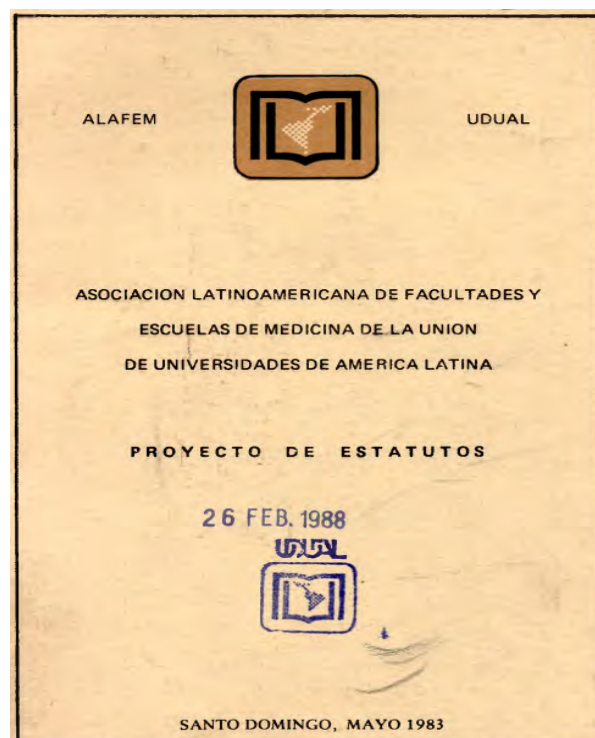 ALAFEM UDUAL
ASOCIACION LATINOAMERICANA DE FACULTADES Y
ESCUELAS DE MEDICINA DE LA UNION
DE UNIVERSIDADES DE AMERICA LATINA
PROYECTO DE ESTATUTOS
26 FEB. 1988
UDUAL
SANTO DOMINGO, MAYO 1983